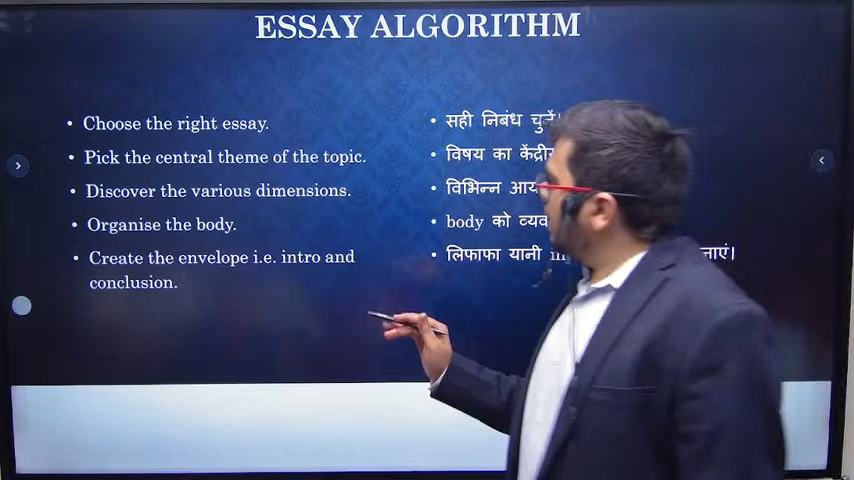 ESSAY ALGORITHM
• Choose the right essay.
• Pick the central theme of the topic.
• Discover the various dimensions.
• Organise the body.
• Create the envelope i.e. intro and
conclusion.
• सही निबंध चुनें।
• विषय का केंद्रीय
• विभिन्न
• body को
• लिफाफा यानी